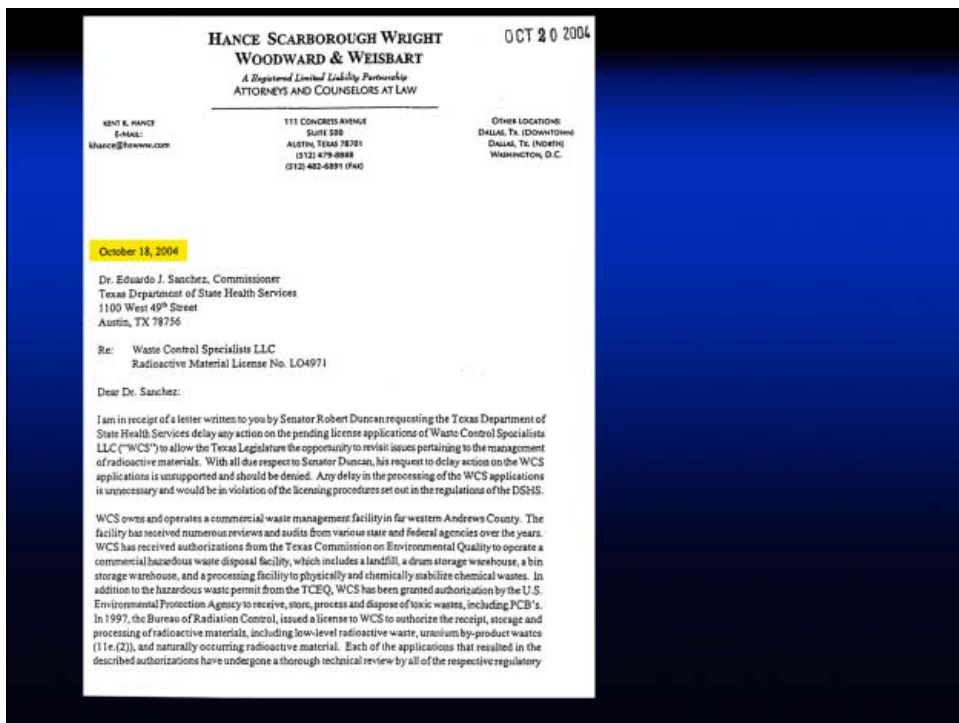 HANCE SCARBOROUGH WRIGHT
WOODWARD & WEISBART
A Registered Limited Liability Partnership
ATTORNEYS AND COUNSELORS AT LAW
OCT 20 2004
KENT R. HANCE
E-MAIL:
khance@hswww.com
111 CONGRESS AVENUE
SUITE 500
AUSTIN, TEXAS 78701
(512) 479-8888
(512) 482-6891 (FAX)
OTHER LOCATIONS:
DALLAS, TX. (DOWNTOWN)
DALLAS, TX. (NORTH)
WASHINGTON, D.C.
October 18, 2004
Dr. Eduardo J. Sanchez, Commissioner
Texas Department of State Health Services
1100 West 49th Street
Austin, TX 78756
Re: Waste Control Specialists LLC
Radioactive Material License No. LO4971
Dear Dr. Sanchez:
I am in receipt of a letter written to you by Senator Robert Duncan requesting the Texas Department of
State Health Services delay any action on the pending license applications of Waste Control Specialists
LLC ("WCS") to allow the Texas Legislature the opportunity to revisit issues pertaining to the management
of radioactive materials. With all due respect to Senator Duncan, his request to delay action on the WCS
applications is unsupported and should be denied. Any delay in the processing of the WCS applications
is unnecessary and would be in violation of the licensing procedures set out in the regulations of the DSHS.
WCS owns and operates a commercial waste management facility in far western Andrews County. The
facility has received numerous reviews and audits from various state and federal agencies over the years.
WCS has received authorizations from the Texas Commission on Environmental Quality to operate a
commercial hazardous waste disposal facility, which includes a landfill, a drum storage warehouse, a bin
storage warehouse, and a processing facility to physically and chemically stabilize chemical wastes. In
addition to the hazardous waste permit from the TCEQ, WCS has been granted authorization by the U.S.
Environmental Protection Agency to receive, store, process and dispose of toxic wastes, including PCB's.
In 1997, the Bureau of Radiation Control, issued a license to WCS to authorize the receipt, storage and
processing of radioactive materials, including low-level radioactive waste, uranium by-product wastes
(11e.(2)), and naturally occurring radioactive material. Each of the applications that resulted in the
described authorizations have undergone a thorough technical review by all of the respective regulatory